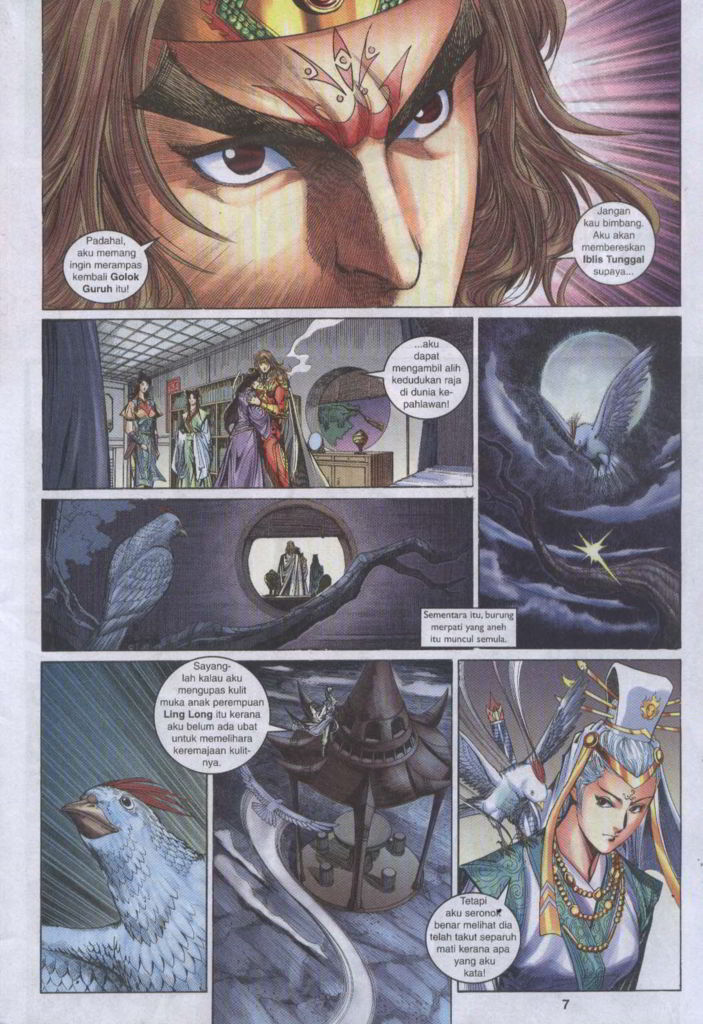 Padahal,
aku memang
ingin merampas
kembali Golok
Guruh itu!
Jangan
kau bimbang.
Aku akan
membereskan
Iblis Tunggal
supaya...
...aku
dapat
mengambil alih
kedudukan raja
di dunia ke-
pahlawan!
Sementara itu, burung
merpati yang aneh
itu muncul semula.
Sayang-
lah kalau aku
mengupas kulit
muka anak perempuan
Ling Long itu kerana
aku belum ada ubat
untuk memelihara
keremajaan kulit-
nya.
Tetapi
aku seronok
benar melihat dia
telah takut separuh
mati kerana apa
yang aku
kata!
7